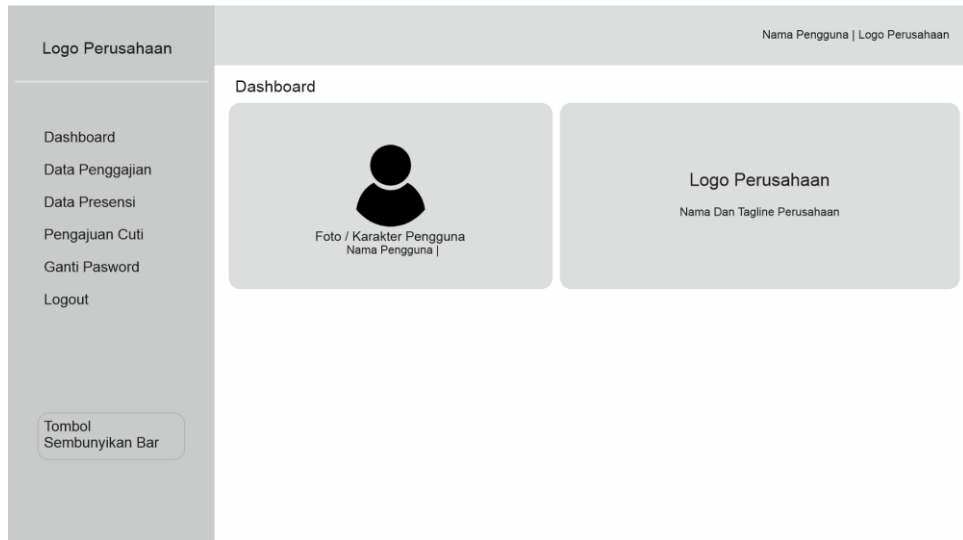 Logo Perusahaan
Nama Pengguna | Logo Perusahaan
Dashboard
Data Penggajian
Data Presensi
Pengajuan Cuti
Ganti Pasword
Logout
Tombol
Sembunyikan Bar
Dashboard
Foto / Karakter Pengguna
Nama Pengguna |
Logo Perusahaan
Nama Dan Tagline Perusahaan